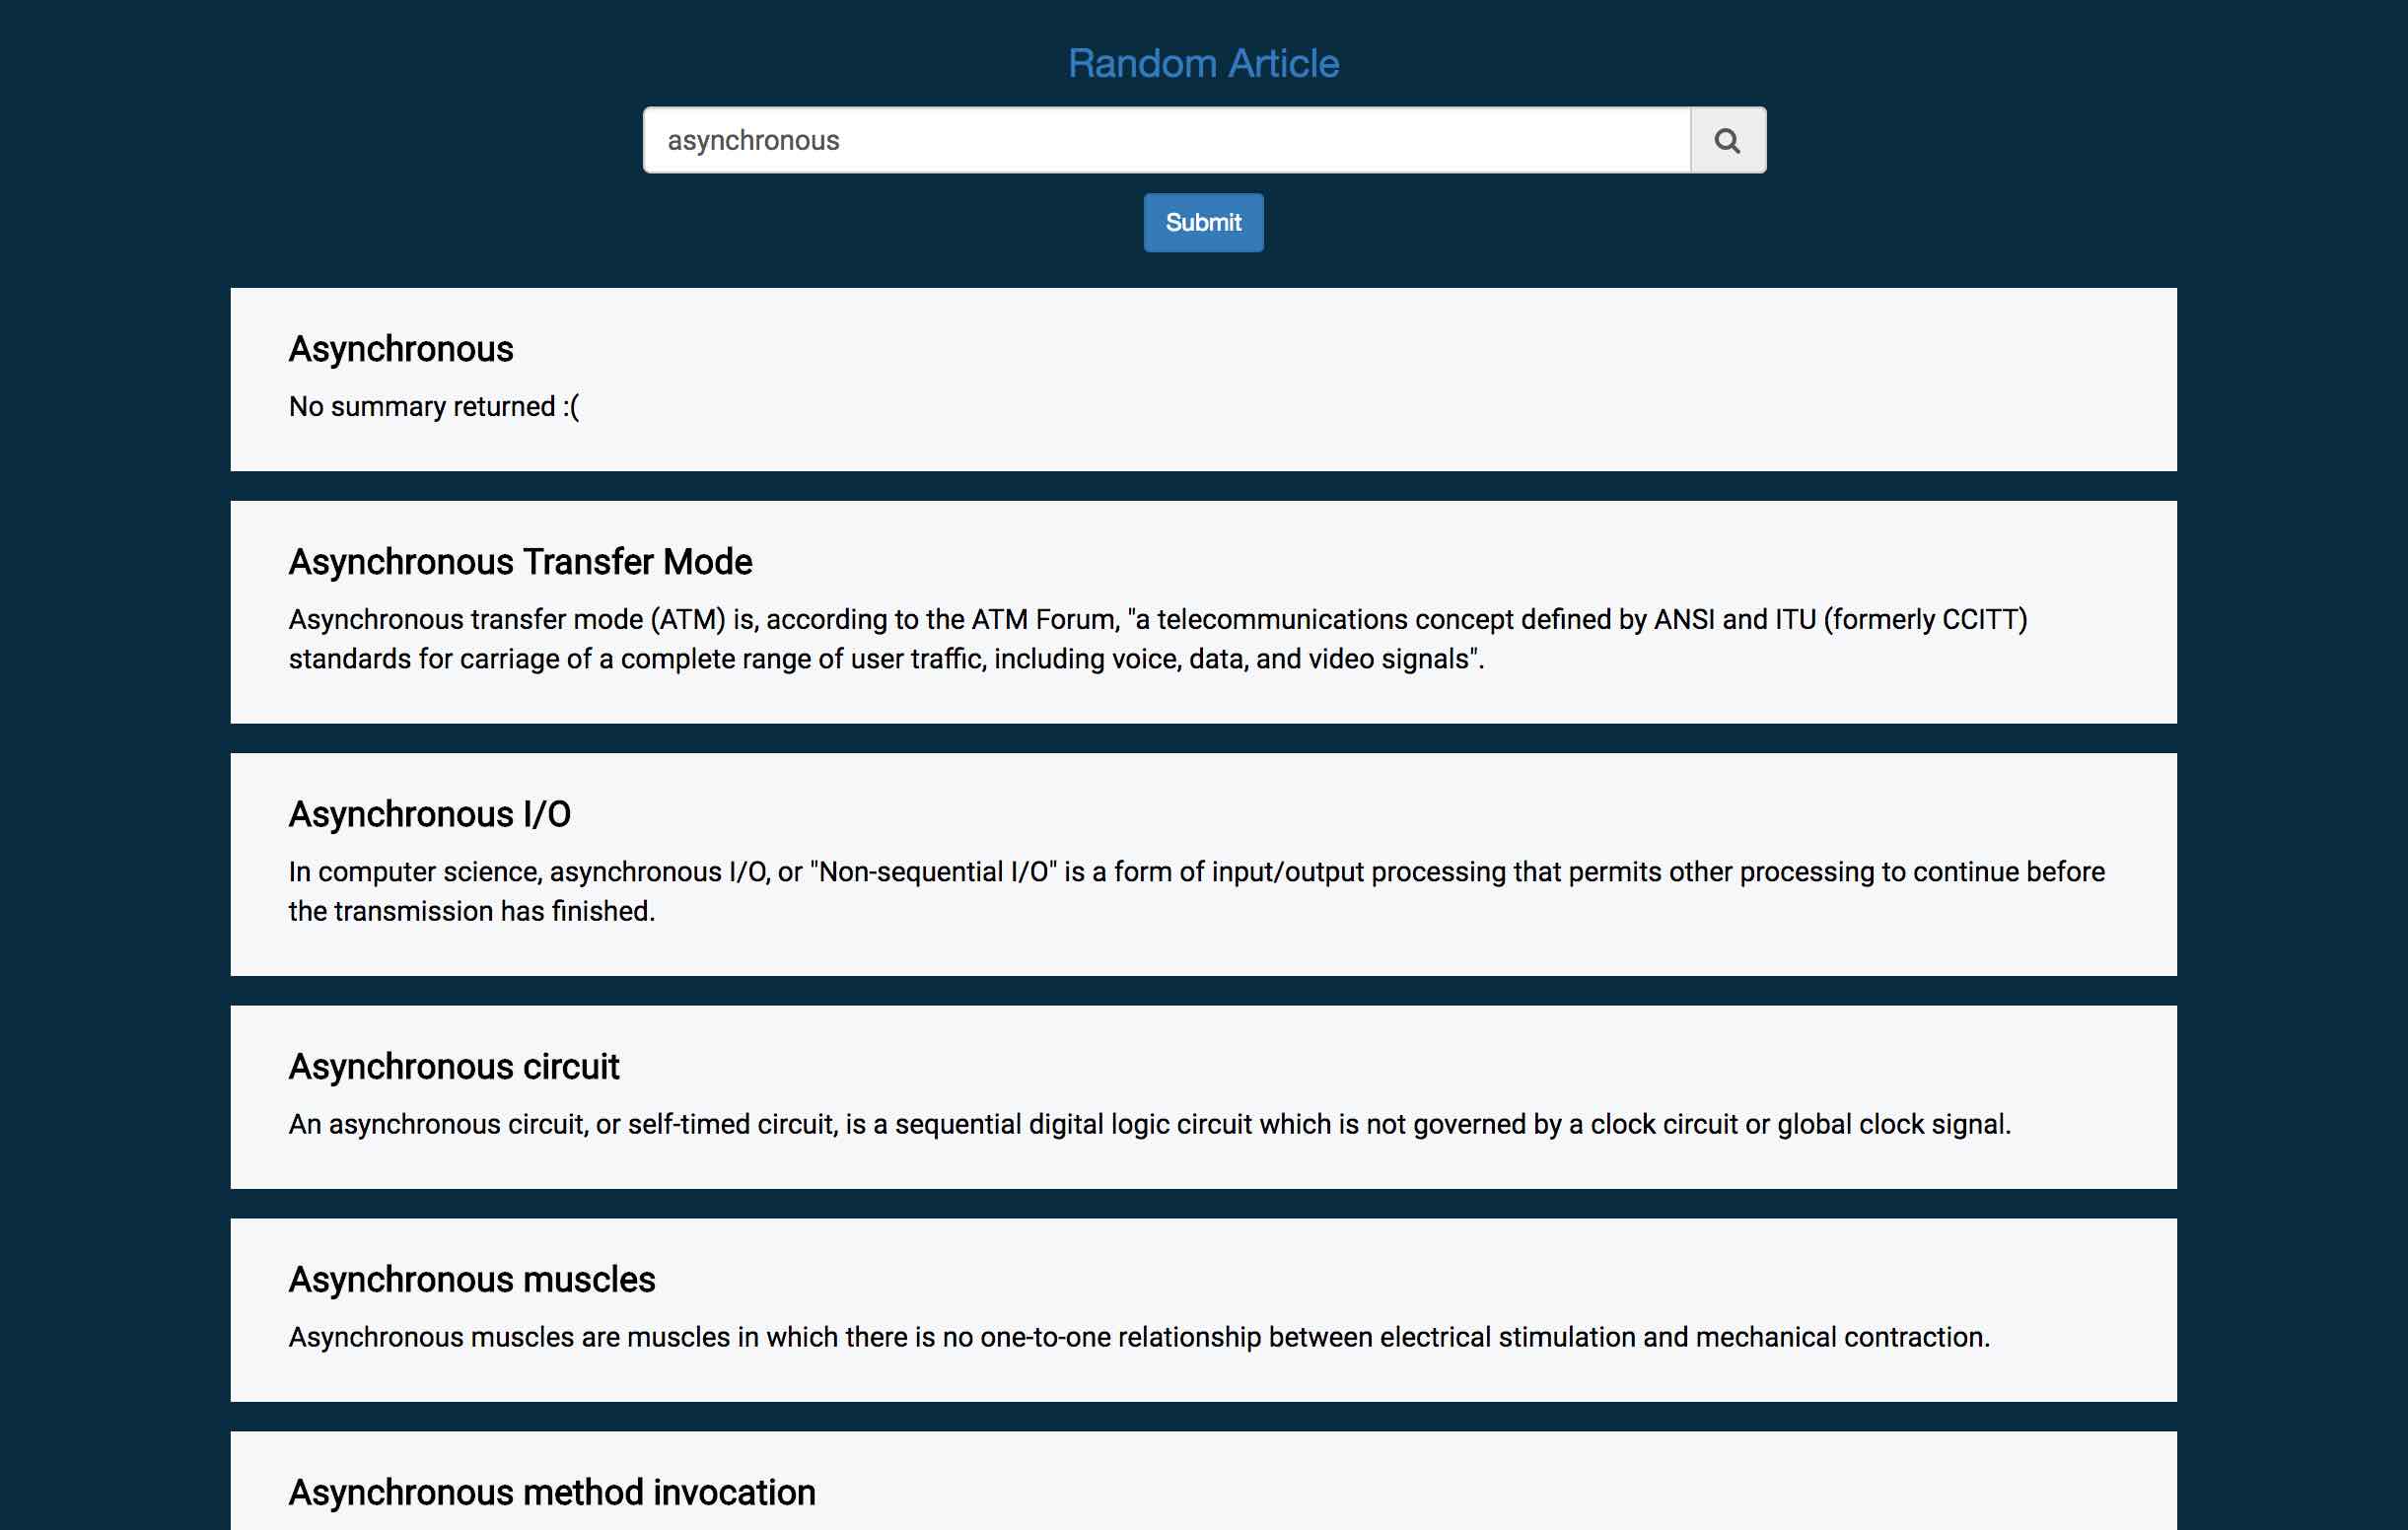 Random Article
asynchronous
Submit
Asynchronous
No summary returned :(
Asynchronous Transfer Mode
Asynchronous transfer mode (ATM) is, according to the ATM Forum, "a telecommunications concept defined by ANSI and ITU (formerly CCITT)
standards for carriage of a complete range of user traffic, including voice, data, and video signals".
Asynchronous I/O
In computer science, asynchronous I/O, or "Non-sequential I/O" is a form of input/output processing that permits other processing to continue before
the transmission has finished.
Asynchronous circuit
An asynchronous circuit, or self-timed circuit, is a sequential digital logic circuit which is not governed by a clock circuit or global clock signal.
Asynchronous muscles
Asynchronous muscles are muscles in which there is no one-to-one relationship between electrical stimulation and mechanical contraction.
Asynchronous method invocation